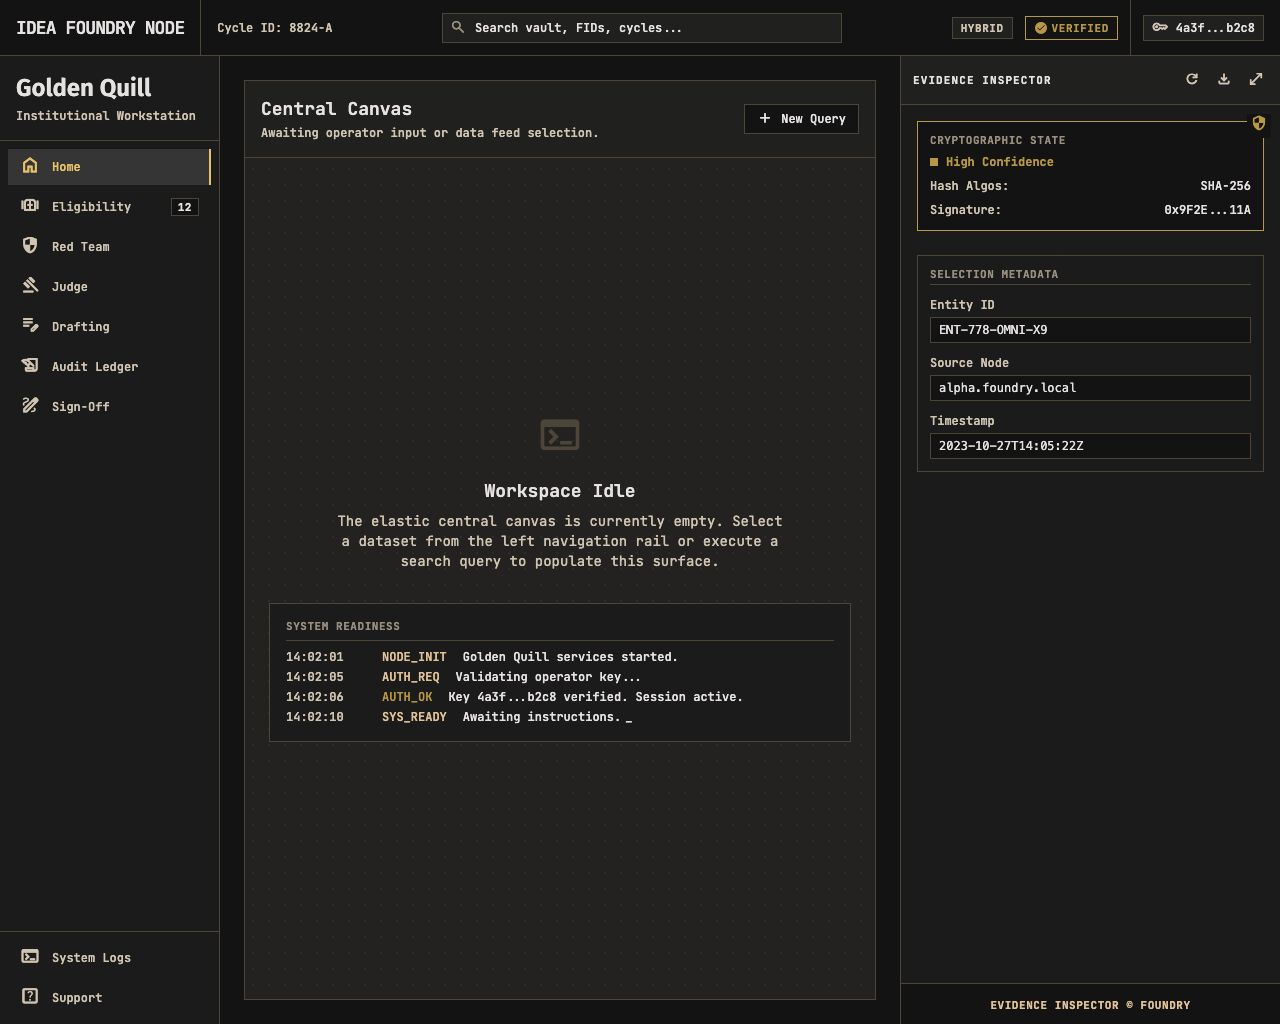 IDEA FOUNDRY NODE
Cycle ID: 8824-A
Search vault, FIDs, cycles...
HYBRID
VERIFIED
4a3f...b2c8
Golden Quill
Institutional Workstation
Home
Eligibility
12
Red Team
Judge
Drafting
Audit Ledger
Sign-Off
System Logs
Support
Central Canvas
Awaiting operator input or data feed selection.
New Query
Workspace Idle
The elastic central canvas is currently empty. Select
a dataset from the left navigation rail or execute a
search query to populate this surface.
SYSTEM READINESS
14:02:01 NODE_INIT Golden Quill services started.
14:02:05 AUTH_REQ Validating operator key...
14:02:06 AUTH_OK Key 4a3f...b2c8 verified. Session active.
14:02:10 SYS_READY Awaiting instructions. _
EVIDENCE INSPECTOR
CRYPTOGRAPHIC STATE
High Confidence
Hash Algos: SHA-256
Signature: 0x9F2E...11A
SELECTION METADATA
Entity ID
ENT-778-OMNI-X9
Source Node
alpha.foundry.local
Timestamp
2023-10-27T14:05:22Z
EVIDENCE INSPECTOR © FOUNDRY